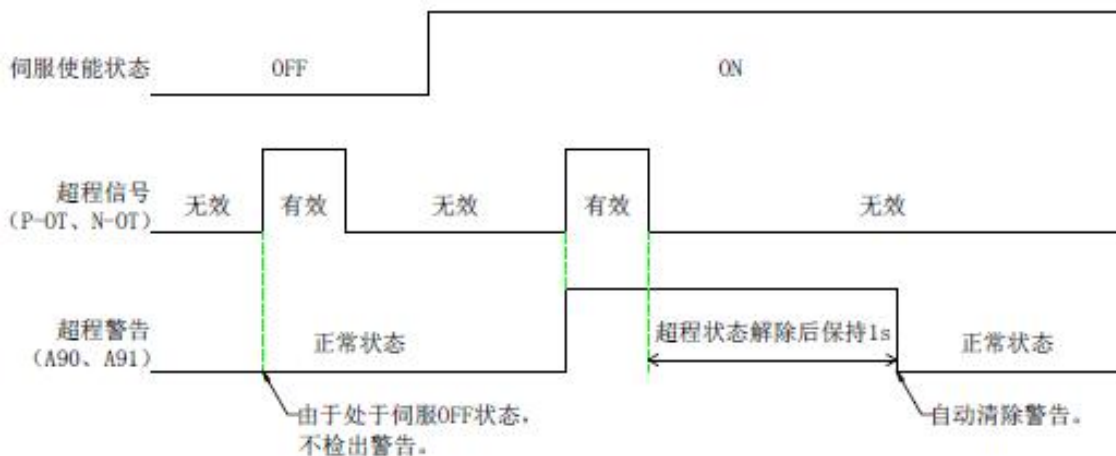 伺服使能状态
OFF
ON
超程信号
(P-OT、N-OT)
无效
有效
无效
有效
无效
超程警告
(A90、A91)
正常状态
超程状态解除后保持1s
正常状态
由于处于伺服OFF状态，
不检出警告。
自动清除警告。